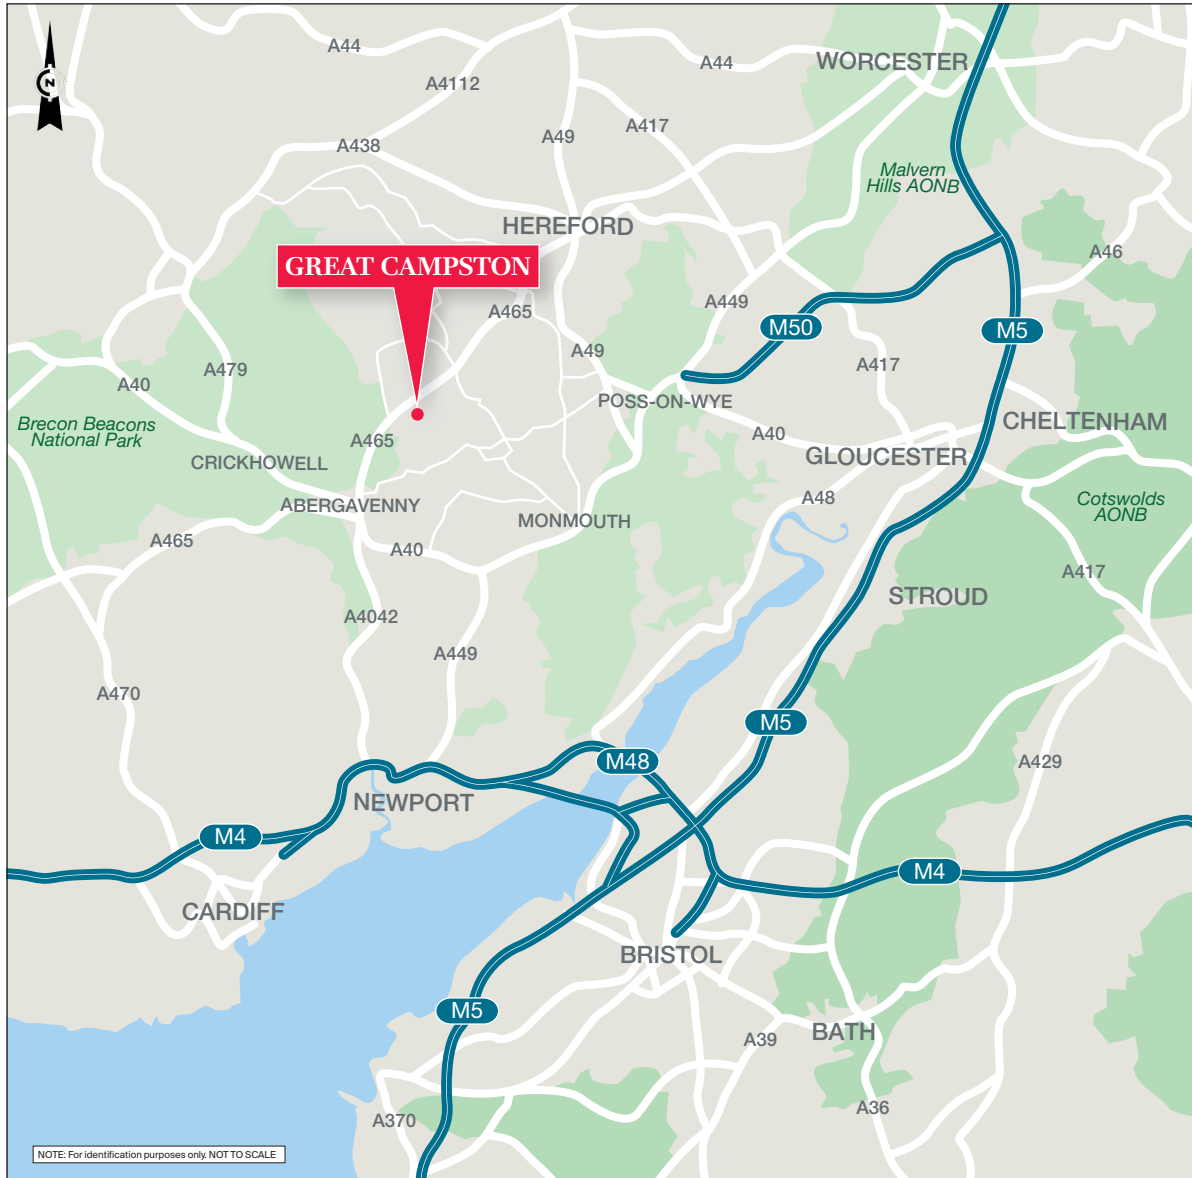 A44
A44
WORCESTER
N
A4112
A417
A49
A438
Malvern
Hills AONB
HEREFORD
A46
GREAT CAMPSTON
A449
A465
M50
M5
A49
A417
A479
A40
POSS-ON-WYE
CHELTENHAM
Brecon Beacons
National Park
A465
A40
GLOUCESTER
CRICKHOWELL
A48
Cotswolds
AONB
ABERGAVENNY
MONMOUTH
A465
A40
A417
STROUD
A4042
A449
A470
M5
M48
A429
NEWPORT
M4
M4
CARDIFF
BRISTOL
M5
BATH
A39
A36
A370
NOTE: For identification purposes only. NOT TO SCALE